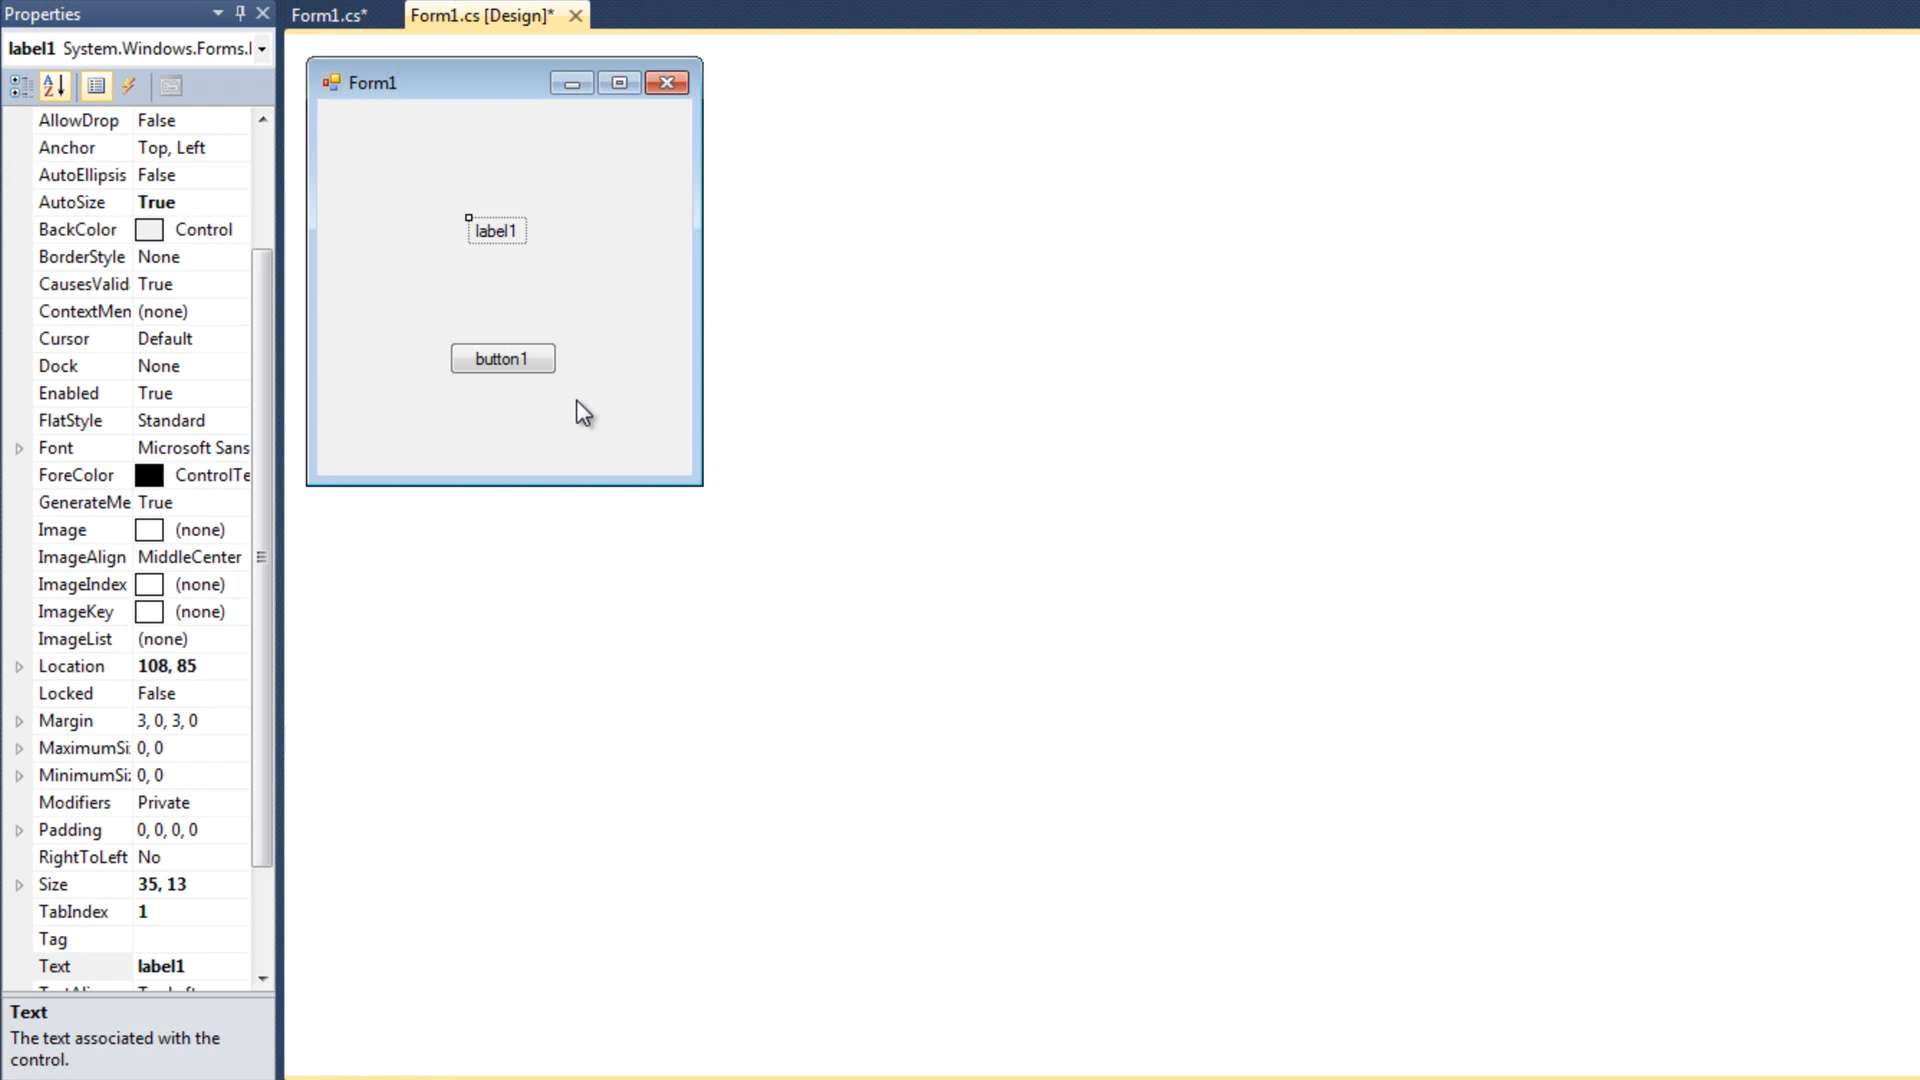 Properties
label1 System.Windows.Forms.l
AllowDrop False
Anchor Top, Left
AutoEllipsis False
AutoSize True
BackColor Control
BorderStyle None
CausesValid True
ContextMen (none)
Cursor Default
Dock None
Enabled True
FlatStyle Standard
Font Microsoft Sans
ForeColor ControlTe
GenerateMe True
Image (none)
ImageAlign MiddleCenter
ImageIndex (none)
ImageKey (none)
ImageList (none)
Location 108, 85
Locked False
Margin 3, 0, 3, 0
MaximumSi: 0, 0
MinimumSi: 0, 0
Modifiers Private
Padding 0, 0, 0, 0
RightToLeft No
Size 35, 13
TabIndex 1
Tag
Text label1
Text
The text associated with the
control.
Form1.cs*
Form1.cs [Design]*
Form1
label1
button1